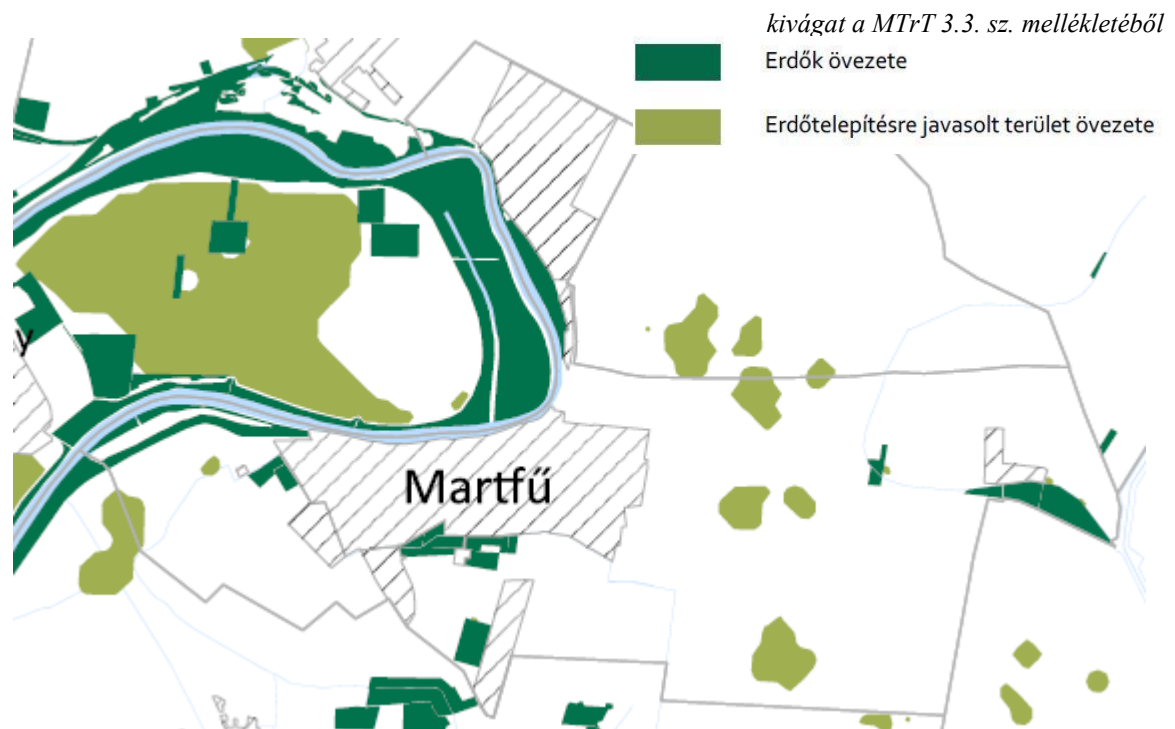 kivágat a MTrT 3.3. sz. mellékletéből
Erdők övezete
Erdőtelepítésre javasolt terület övezete
y
Martfű